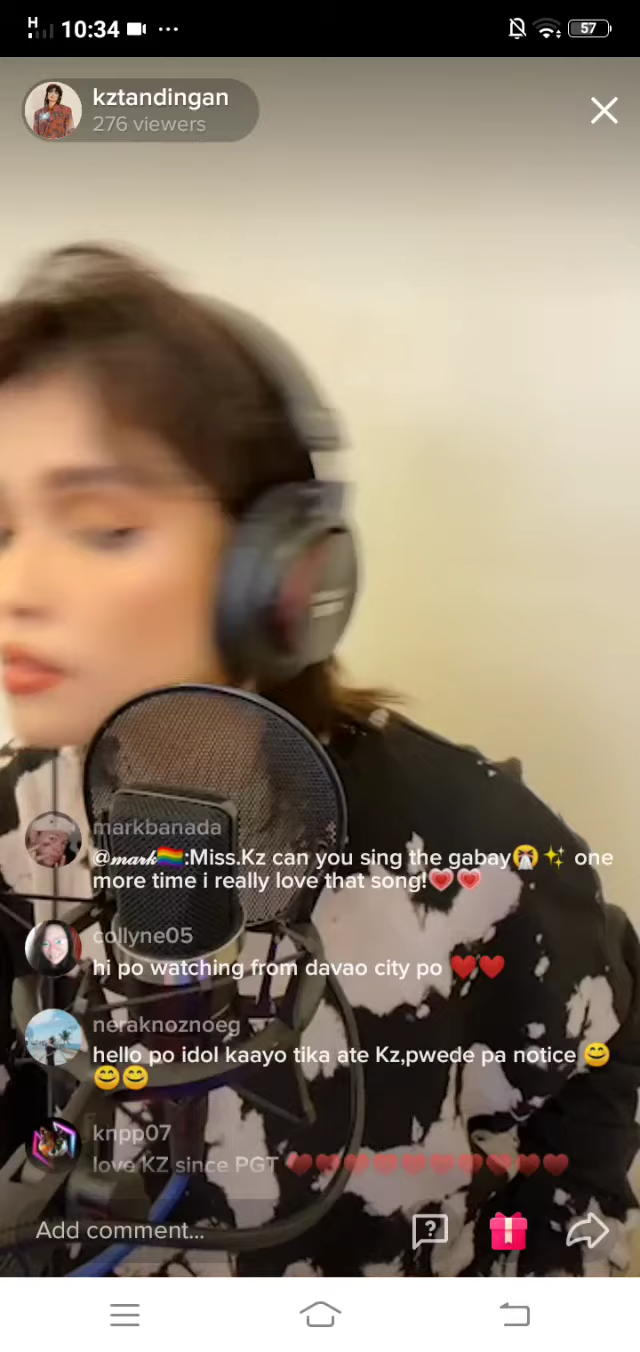 H
10:34
57
kztandingan
276 viewers
markbanada
@𝓶𝓪𝓻𝓴🏳️‍🌈:Miss.Kz can you sing the gabay😭✨ one
more time i really love that song!💗💗
collyne05
hi po watching from davao city po ❤️❤️
neraknoznoeg
hello po idol kaayo tika ate Kz,pwede pa notice 😊
😊😊
knpp07
love KZ since PGT ❤️❤️❤️❤️❤️❤️❤️❤️❤️❤️
Add comment...